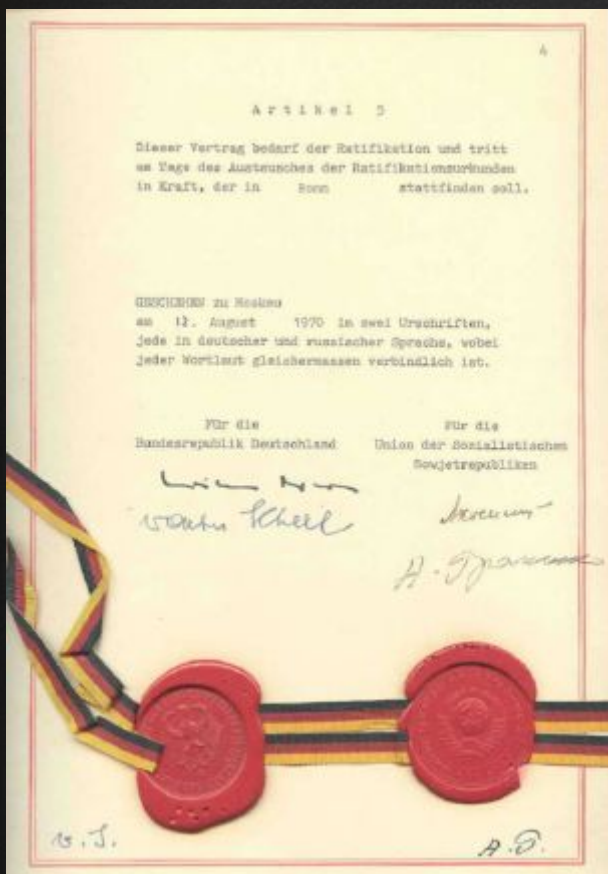 4
Artikel 5
Dieser Vertrag bedarf der Ratifikation und tritt
am Tage des Austausches der Ratifikationsurkunden
in Kraft, der in Bonn stattfinden soll.
GESCHEHEN zu Moskau
am 12. August 1970 in zwei Urschriften,
jede in deutscher und russischer Sprache, wobei
jeder Wortlaut gleichermassen verbindlich ist.
Für die
Bundesrepublik Deutschland
Für die
Union der Sozialistischen
Sowjetrepubliken
Walter Scheel